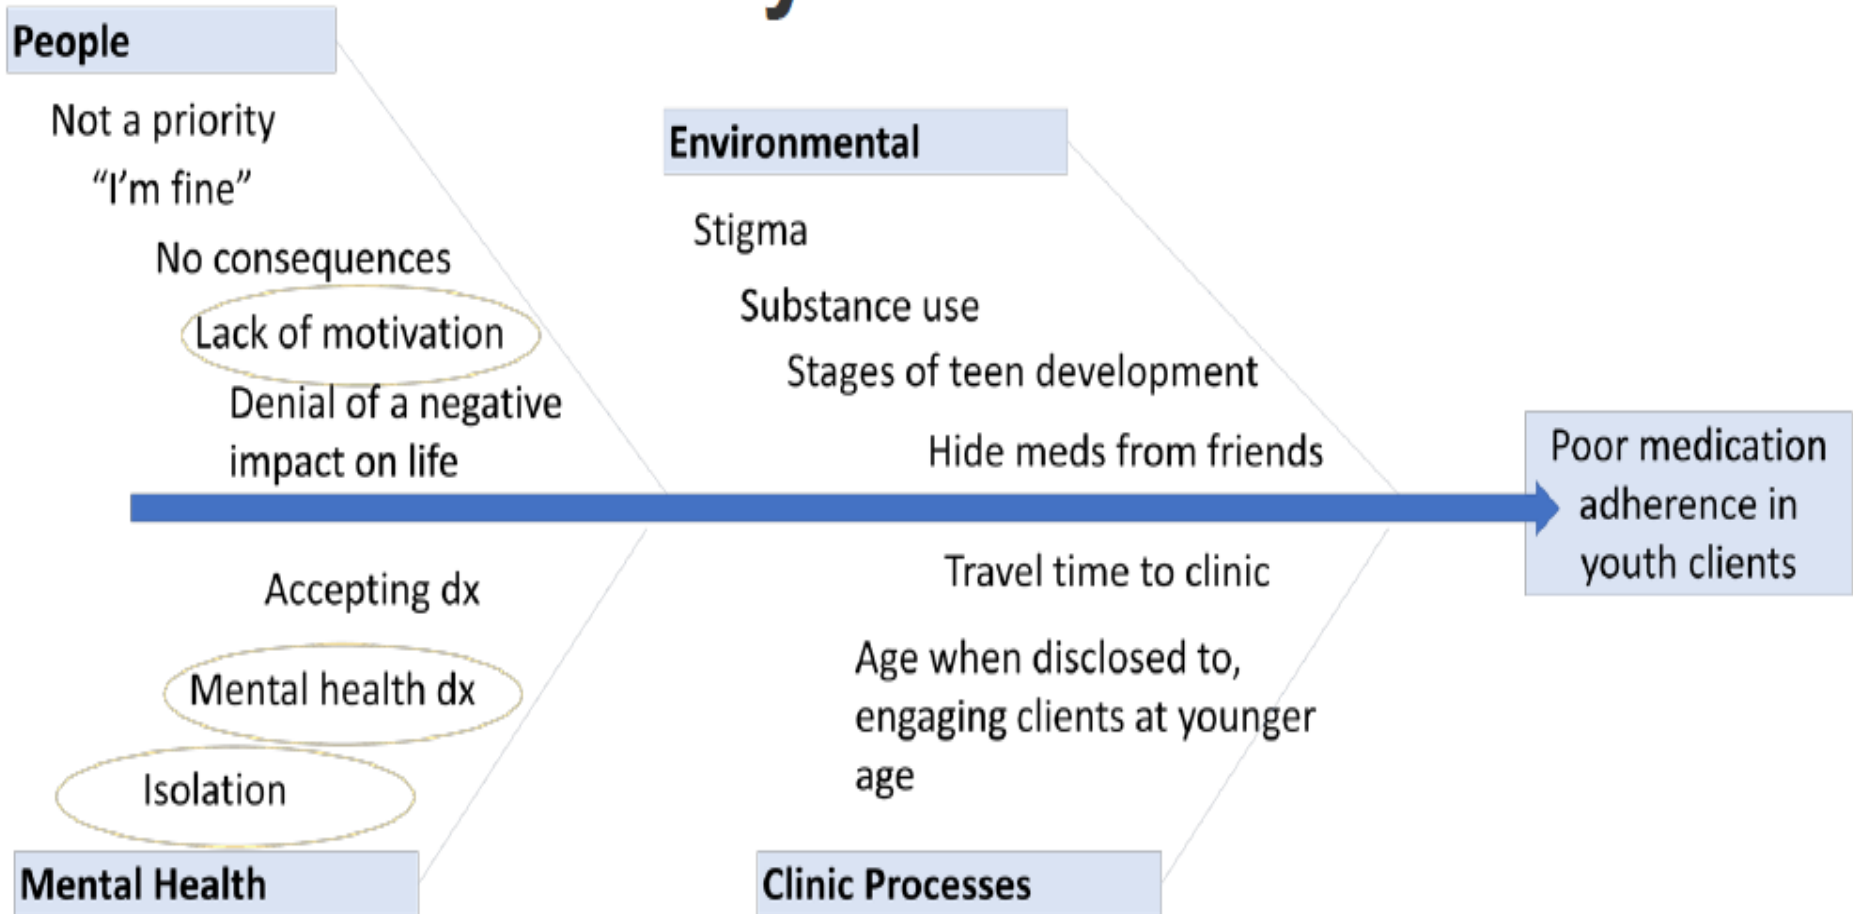 People
Not a priority
“I’m fine”
No consequences
Lack of motivation
Denial of a negative
impact on life
Environmental
Stigma
Substance use
Stages of teen development
Hide meds from friends
Poor medication
adherence in
youth clients
Accepting dx
Mental health dx
Isolation
Mental Health
Travel time to clinic
Age when disclosed to,
engaging clients at younger
age
Clinic Processes